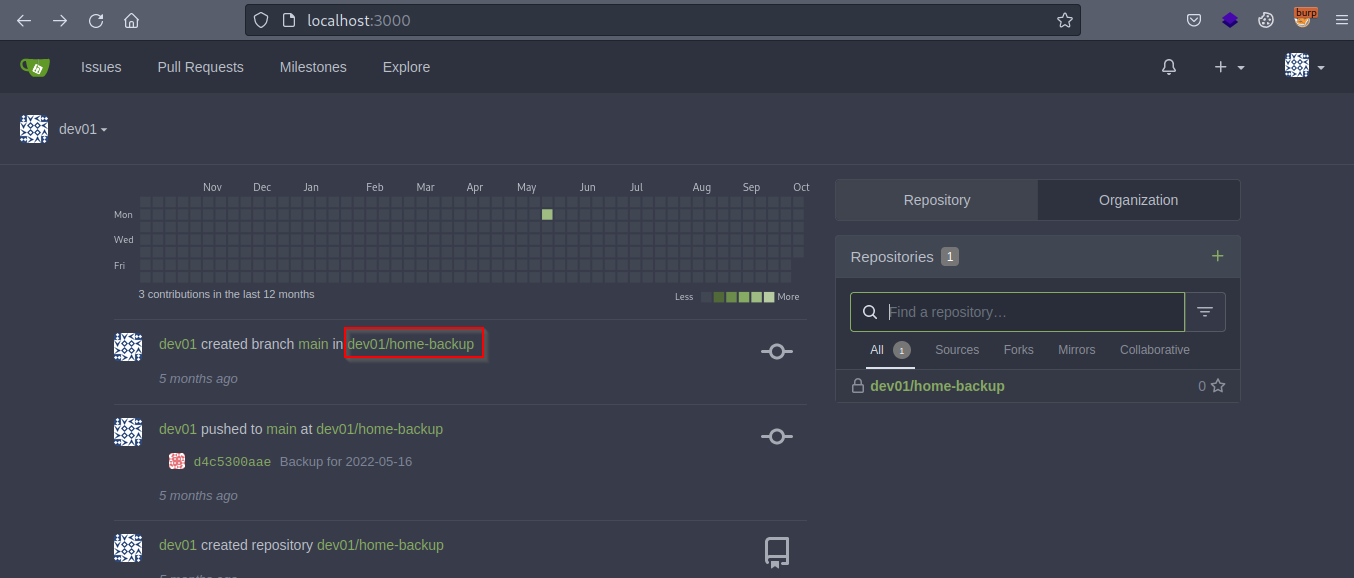 localhost:3000
burp
Issues Pull Requests Milestones Explore
dev01
Nov Dec Jan Feb Mar Apr May Jun Jul Aug Sep Oct
Mon
Wed
Fri
3 contributions in the last 12 months
Less More
dev01 created branch main in dev01/home-backup
5 months ago
dev01 pushed to main at dev01/home-backup
d4c5300aae Backup for 2022-05-16
5 months ago
dev01 created repository dev01/home-backup
5 months ago
Repository Organization
Repositories 1
Find a repository…
All 1 Sources Forks Mirrors Collaborative
dev01/home-backup 0